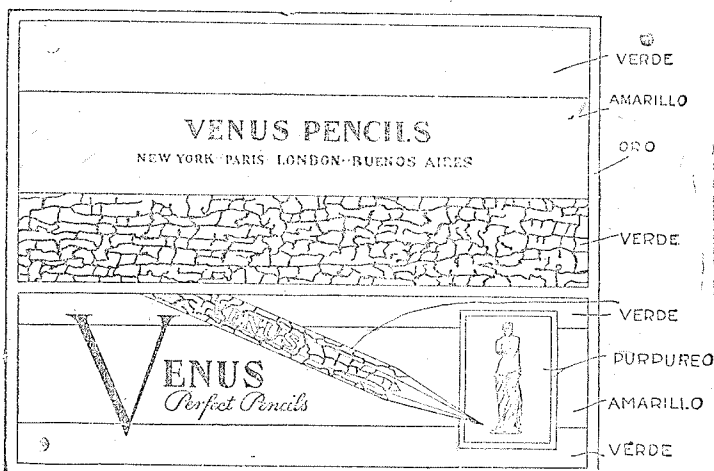 VERDE
AMARILLO
VENUS PENCILS
NEW YORK-PARIS-LONDON-BUENOS AIRES
ORO
VERDE
VENUS
VERDE
VENUS
Perfect Pencils
PURPUREO
AMARILLO
VERDE